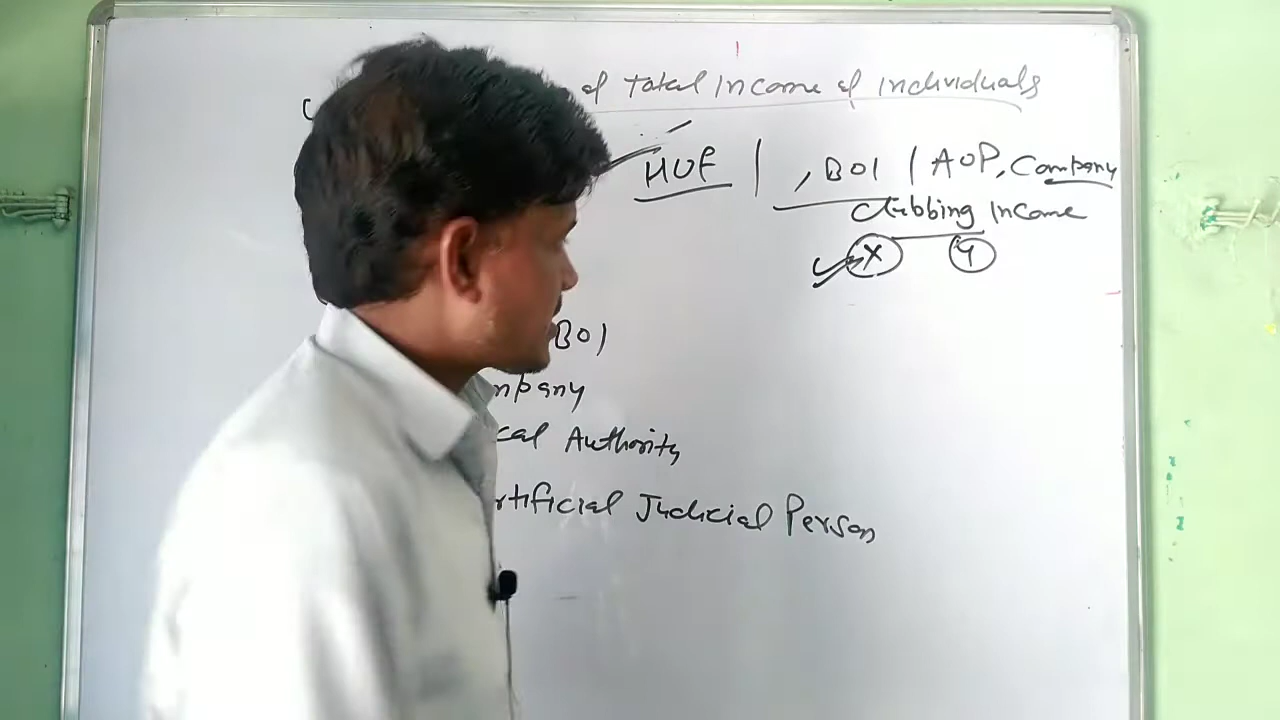 of Total Income of Individuals
HUF | , BOI | AOP, Company
Clubbing Income
X Y
BOI
mpany
cal Authority
rtificial Judicial Person